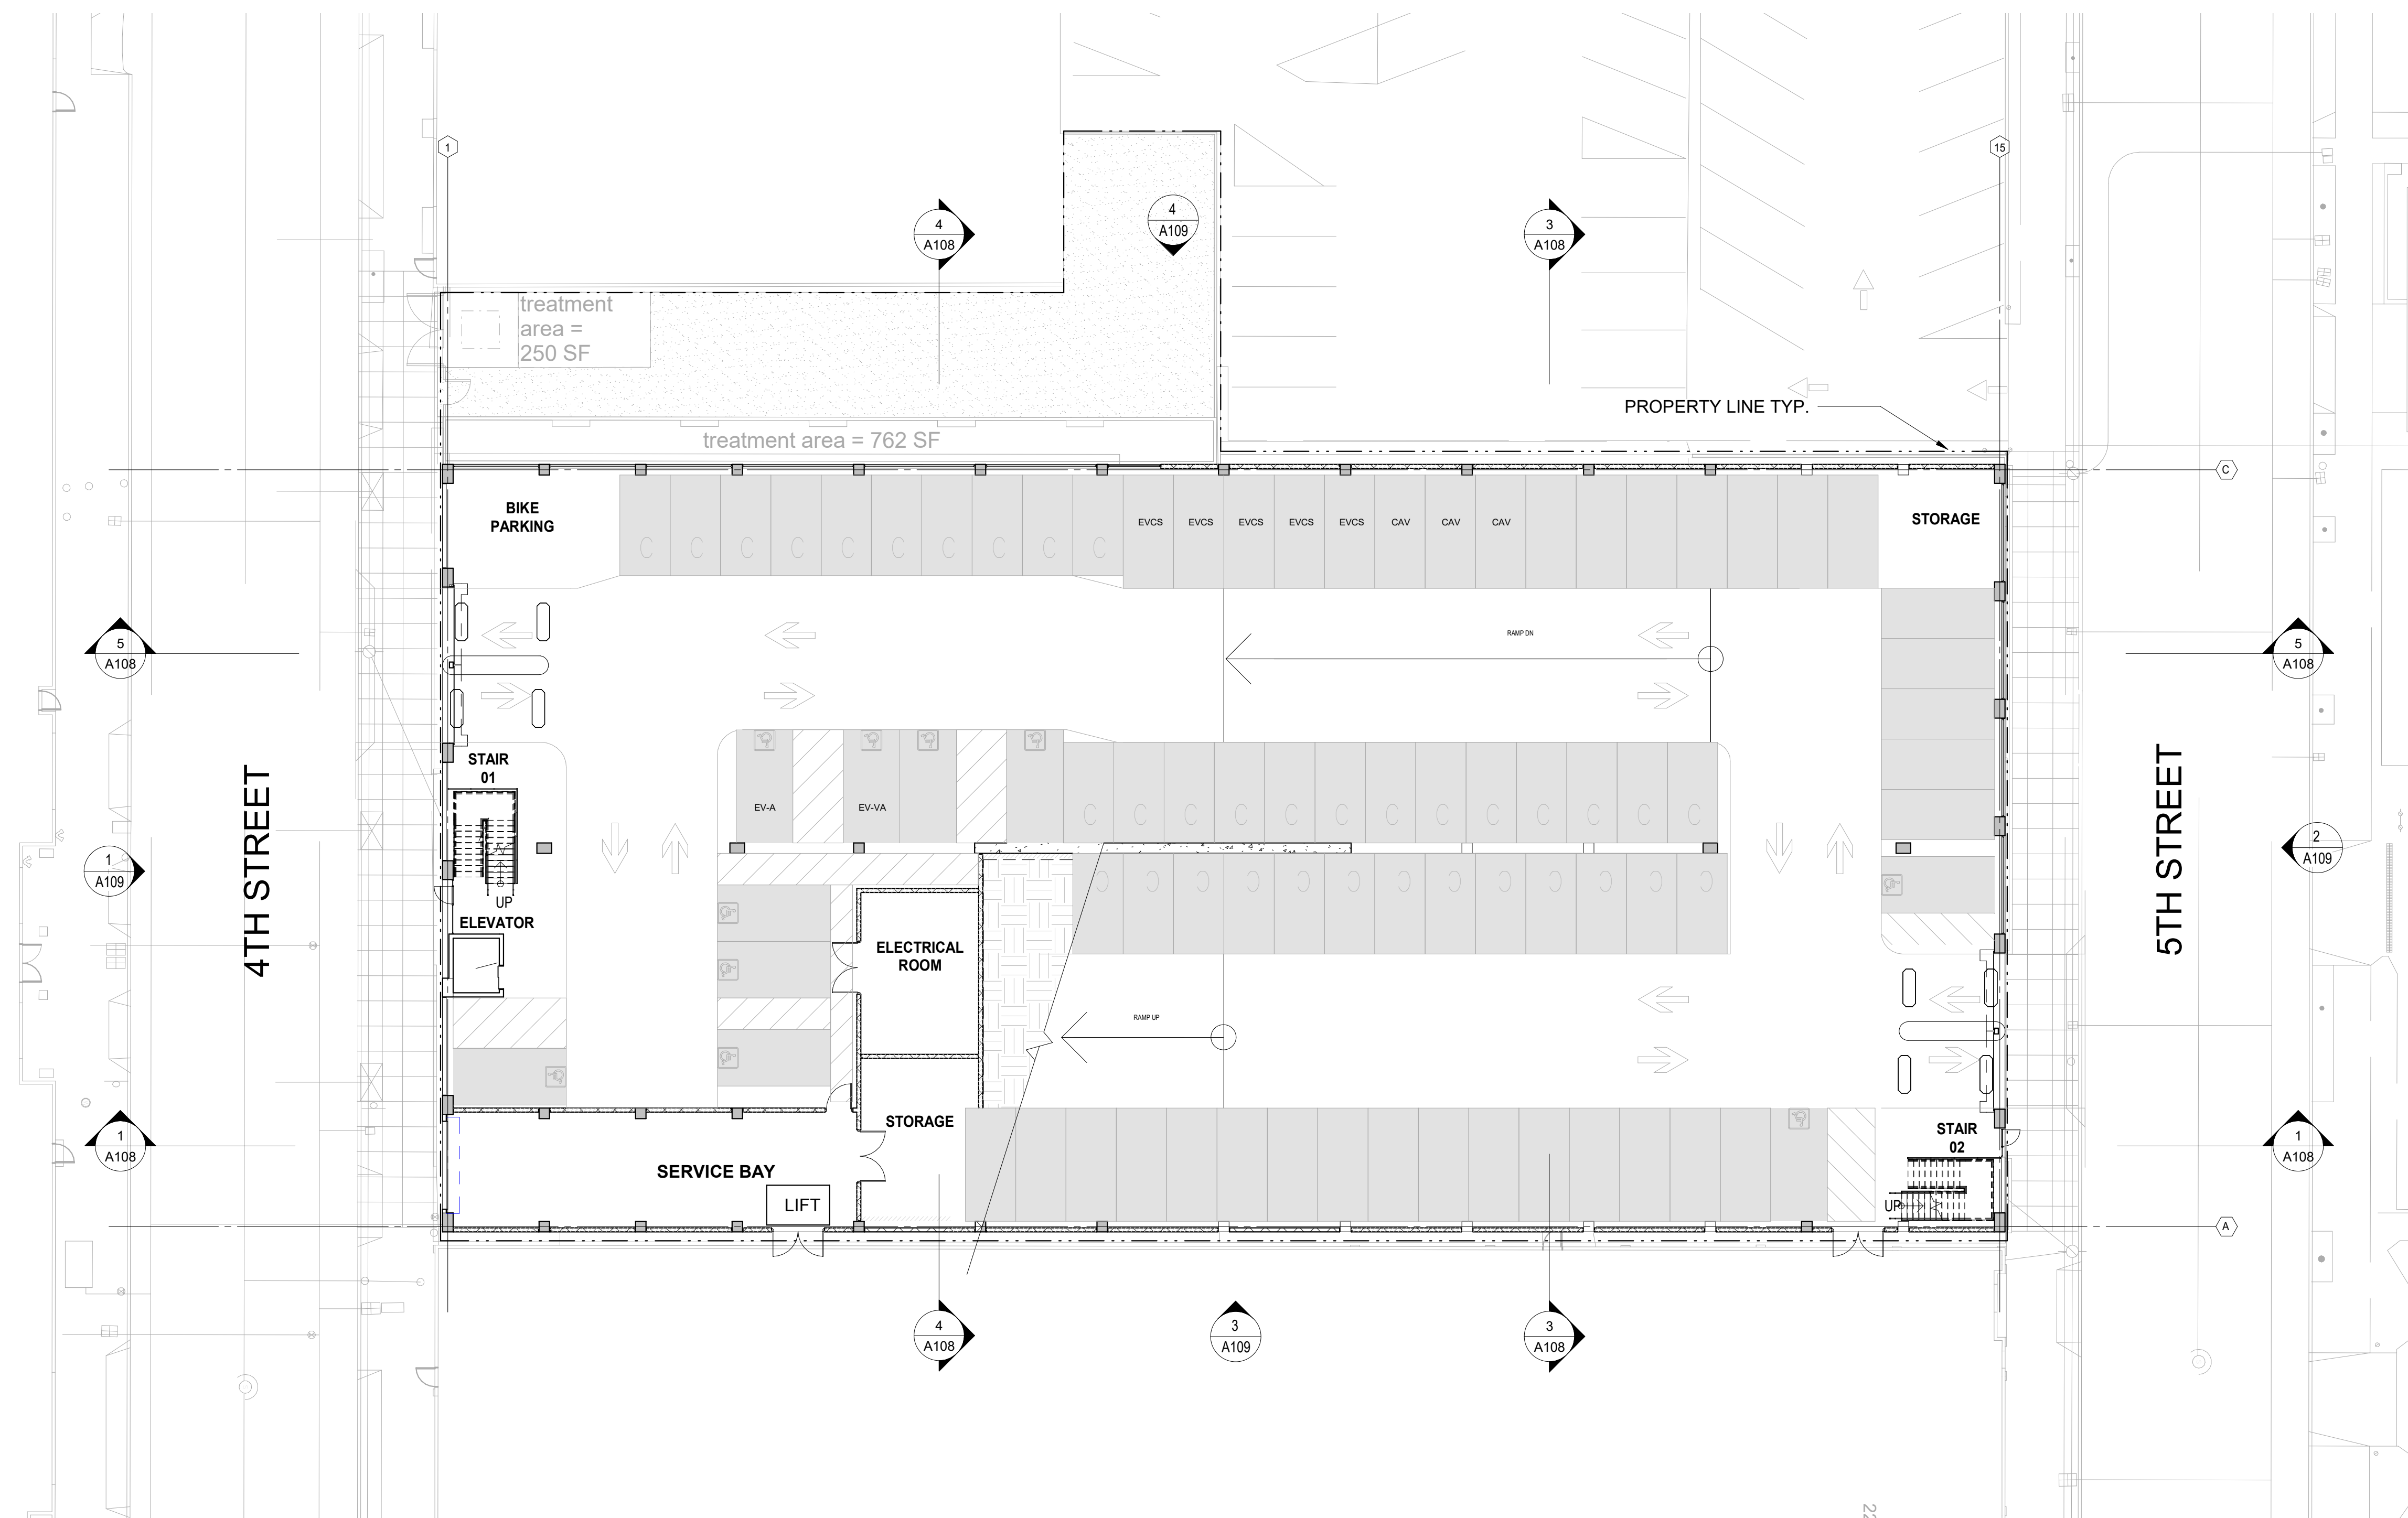 1
15
4
A108
4
A109
3
A108
treatment
area =
250 SF
PROPERTY LINE TYP.
treatment area = 762 SF
C
BIKE
PARKING
EVCS
EVCS
EVCS
EVCS
EVCS
CAV
CAV
CAV
STORAGE
C
C
C
C
C
C
C
C
C
C
5
A108
RAMP DN
5
A108
STAIR
01
EV-A
EV-VA
C
C
C
C
C
C
C
C
C
C
C
C
C
4TH STREET
5TH STREET
1
A109
2
A109
C
C
C
C
C
C
C
C
C
C
C
C
C
UP
ELEVATOR
ELECTRICAL
ROOM
RAMP UP
STORAGE
STAIR
02
1
A108
1
A108
SERVICE BAY
LIFT
UP
A
4
A108
3
A109
3
A108